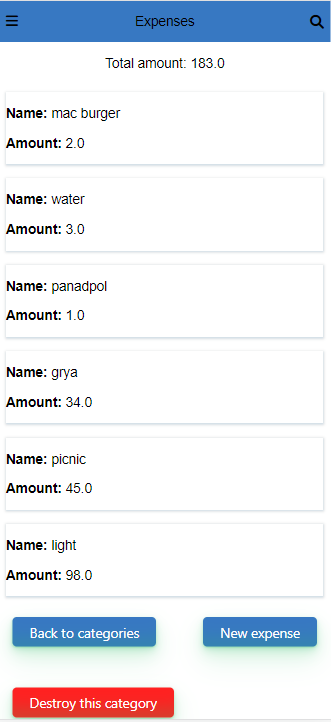 Expenses
Total amount: 183.0
Name: mac burger
Amount: 2.0
Name: water
Amount: 3.0
Name: panadpol
Amount: 1.0
Name: grya
Amount: 34.0
Name: picnic
Amount: 45.0
Name: light
Amount: 98.0
Back to categories New expense
Destroy this category